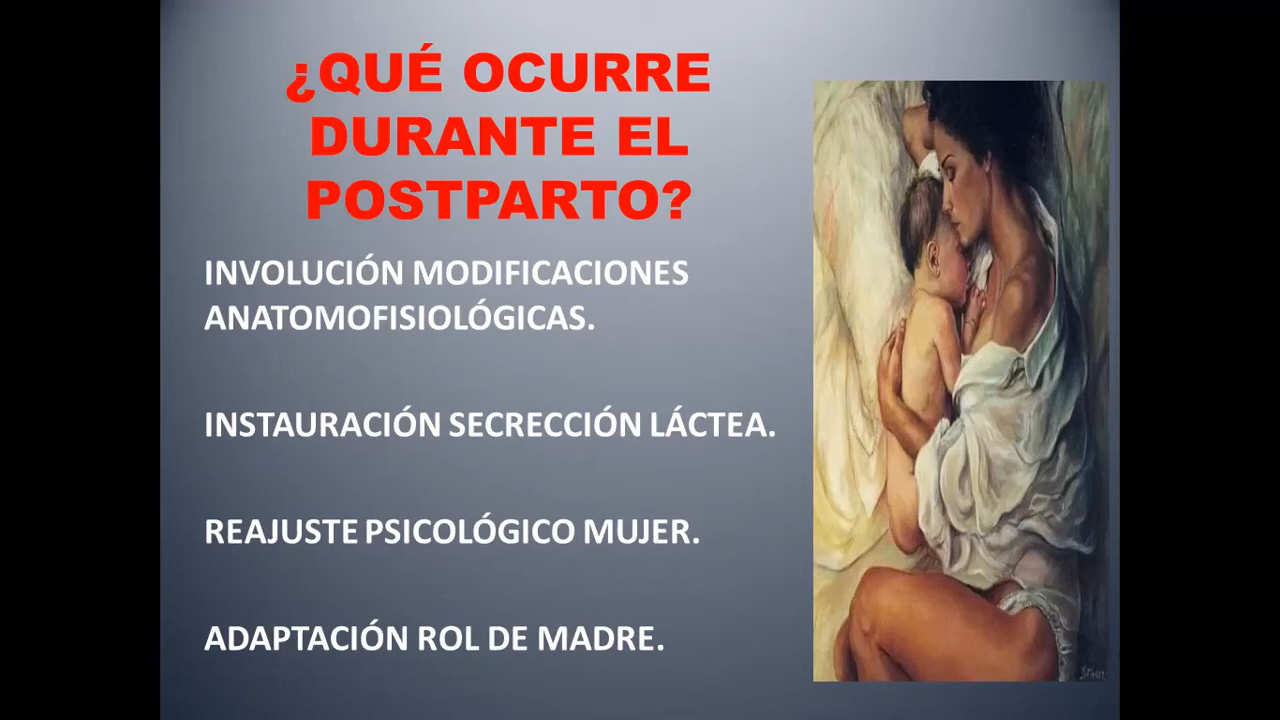 ¿QUÉ OCURRE
DURANTE EL
POSTPARTO?
INVOLUCIÓN MODIFICACIONES
ANATOMOFISIOLÓGICAS.
INSTAURACIÓN SECRECCIÓN LÁCTEA.
REAJUSTE PSICOLÓGICO MUJER.
ADAPTACIÓN ROL DE MADRE.